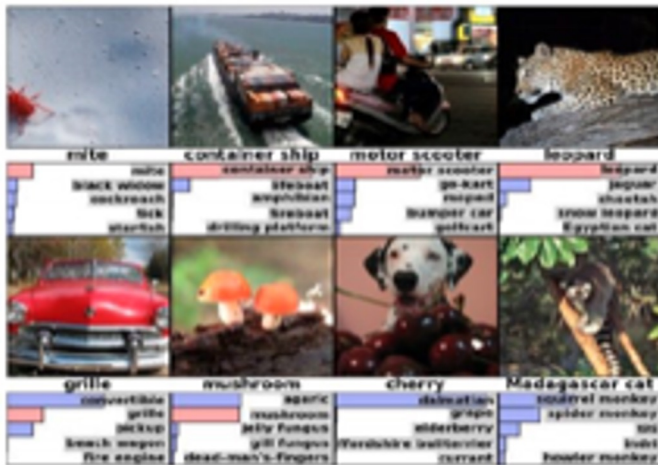 mite
container ship
motor scooter
leopard
mite
black widow
cockroach
tick
starfish
container ship
lifeboat
amphibian
fireboat
drilling platform
motor scooter
go-kart
moped
bumper car
golfcart
leopard
jaguar
cheetah
snow leopard
Egyptian cat
grille
mushroom
cherry
Madagascar cat
convertible
grille
pickup
beach wagon
fire engine
agaric
mushroom
jelly fungus
gill fungus
dead-man's-fingers
dalmatian
grape
elderberry
ffordshire bullterrier
currant
squirrel monkey
spider monkey
titi
indri
howler monkey